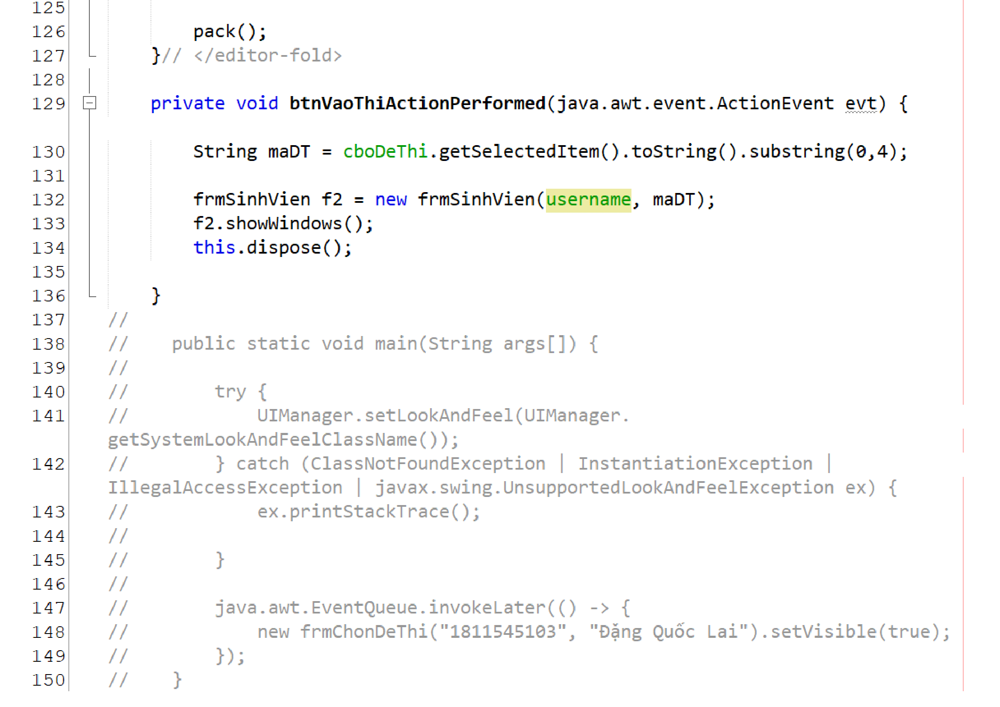 125
126 pack();
127 }// </editor-fold>
128
129 private void btnVaoThiActionPerformed(java.awt.event.ActionEvent evt) {
130 String maDT = cboDeThi.getSelectedItem().toString().substring(0,4);
131
132 frmSinhVien f2 = new frmSinhVien(username, maDT);
133 f2.showWindows();
134 this.dispose();
135
136 }
137 //
138 // public static void main(String args[]) {
139 //
140 // try {
141 // UIManager.setLookAndFeel(UIManager.
getSystemLookAndFeelClassName());
142 // } catch (ClassNotFoundException | InstantiationException |
IllegalAccessException | javax.swing.UnsupportedLookAndFeelException ex) {
143 // ex.printStackTrace();
144 //
145 // }
146 //
147 // java.awt.EventQueue.invokeLater(() -> {
148 // new frmChonDeThi("1811545103", "Đặng Quốc Lai").setVisible(true);
149 // });
150 // }